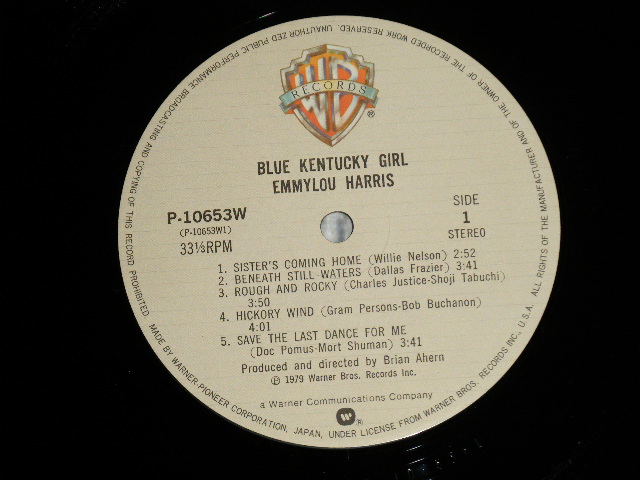 WB
RECORDS
®
BLUE KENTUCKY GIRL
EMMYLOU HARRIS
P-10653W
(P-10653W1)
33⅓RPM
SIDE
1
STEREO
1. SISTER'S COMING HOME (Willie Nelson) 2:52
2. BENEATH STILL WATERS (Dallas Frazier) 3:41
3. ROUGH AND ROCKY (Charles Justice-Shoji Tabuchi)
3:50
4. HICKORY WIND (Gram Persons-Bob Buchanon)
4:01
5. SAVE THE LAST DANCE FOR ME
(Doc Pomus-Mort Shuman) 3:41
Produced and directed by Brian Ahern
℗ 1979 Warner Bros. Records Inc.
a Warner Communications Company
®
MADE BY WARNER-PIONEER CORPORATION, JAPAN, UNDER LICENSE FROM WARNER BROS. RECORDS INC., U.S.A. ALL RIGHTS OF THE MANUFACTURER AND OF THE OWNER OF THE RECORDED WORK RESERVED. UNAUTHORIZED PUBLIC PERFORMANCE BROADCASTING AND COPYING OF THIS RECORD PROHIBITED.